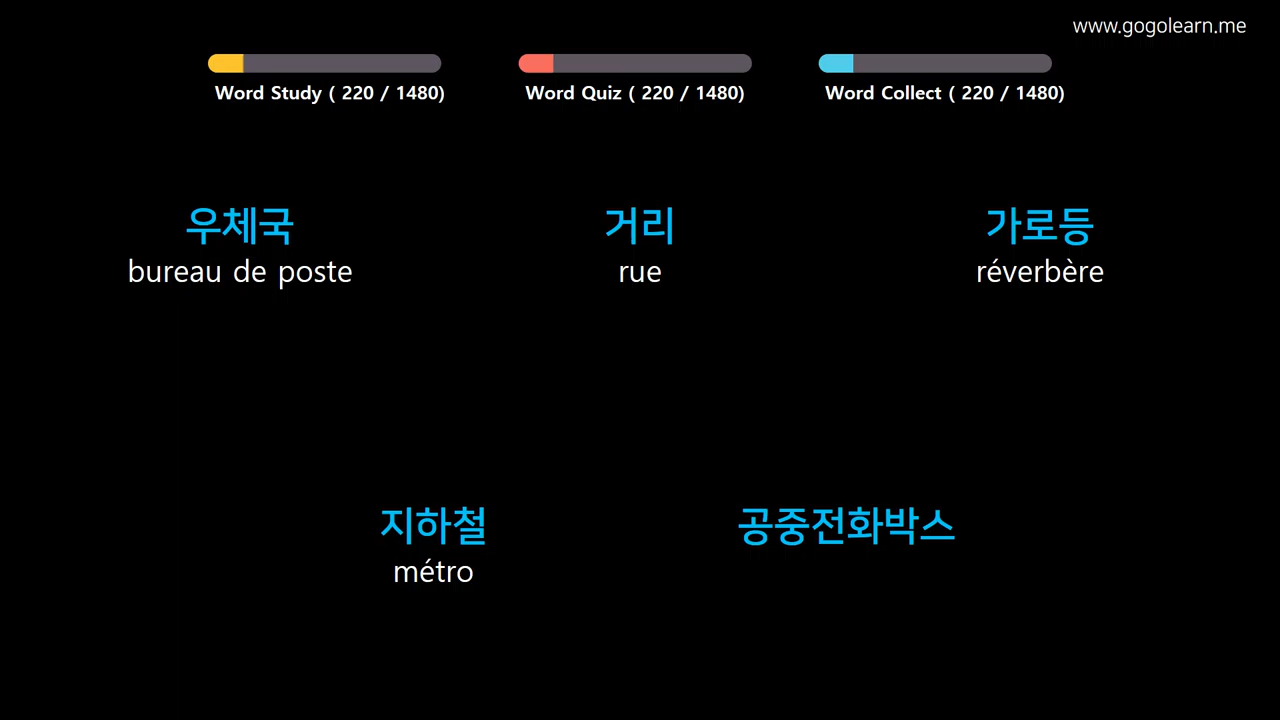 www.gogolearn.me
Word Study ( 220 / 1480)
Word Quiz ( 220 / 1480)
Word Collect ( 220 / 1480)
우체국
bureau de poste
거리
rue
가로등
réverbère
지하철
métro
공중전화박스